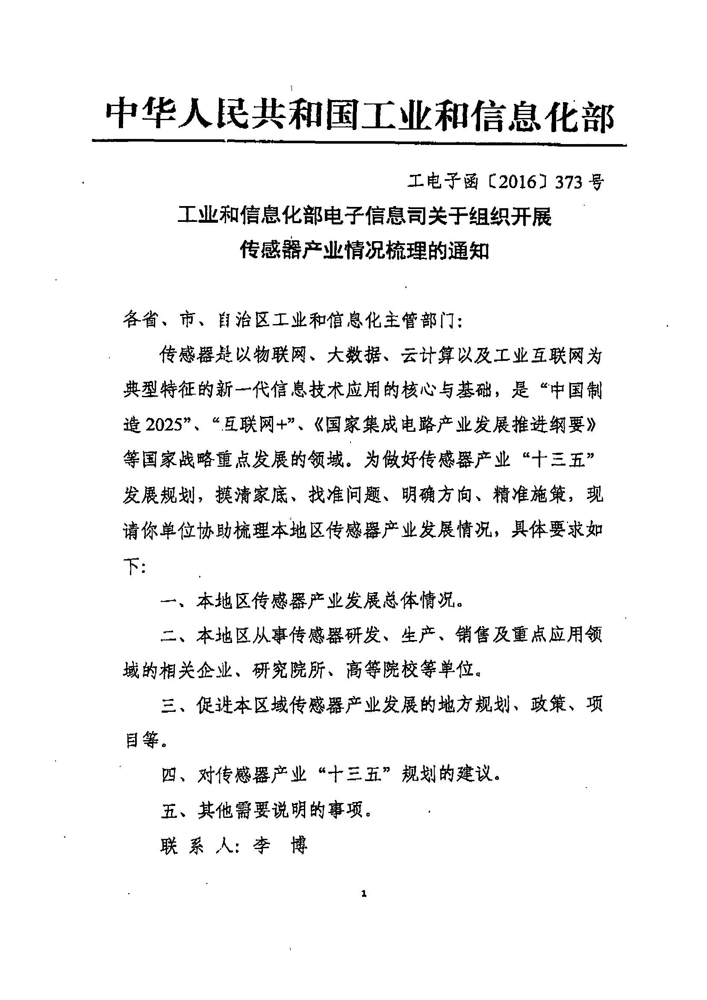 中华人民共和国工业和信息化部
工电子函〔2016〕373 号
工业和信息化部电子信息司关于组织开展
传感器产业情况梳理的通知
各省、市、自治区工业和信息化主管部门：
传感器是以物联网、大数据、云计算以及工业互联网为
典型特征的新一代信息技术应用的核心与基础，是“中国制
造 2025”、“互联网+”、《国家集成电路产业发展推进纲要》
等国家战略重点发展的领域。为做好传感器产业“十三五”
发展规划，摸清家底、找准问题、明确方向、精准施策，现
请你单位协助梳理本地区传感器产业发展情况，具体要求如
下：
一、本地区传感器产业发展总体情况。
二、本地区从事传感器研发、生产、销售及重点应用领
域的相关企业、研究院所、高等院校等单位。
三、促进本区域传感器产业发展的地方规划、政策、项
目等。
四、对传感器产业“十三五”规划的建议。
五、其他需要说明的事项。
联 系 人：李 博
1